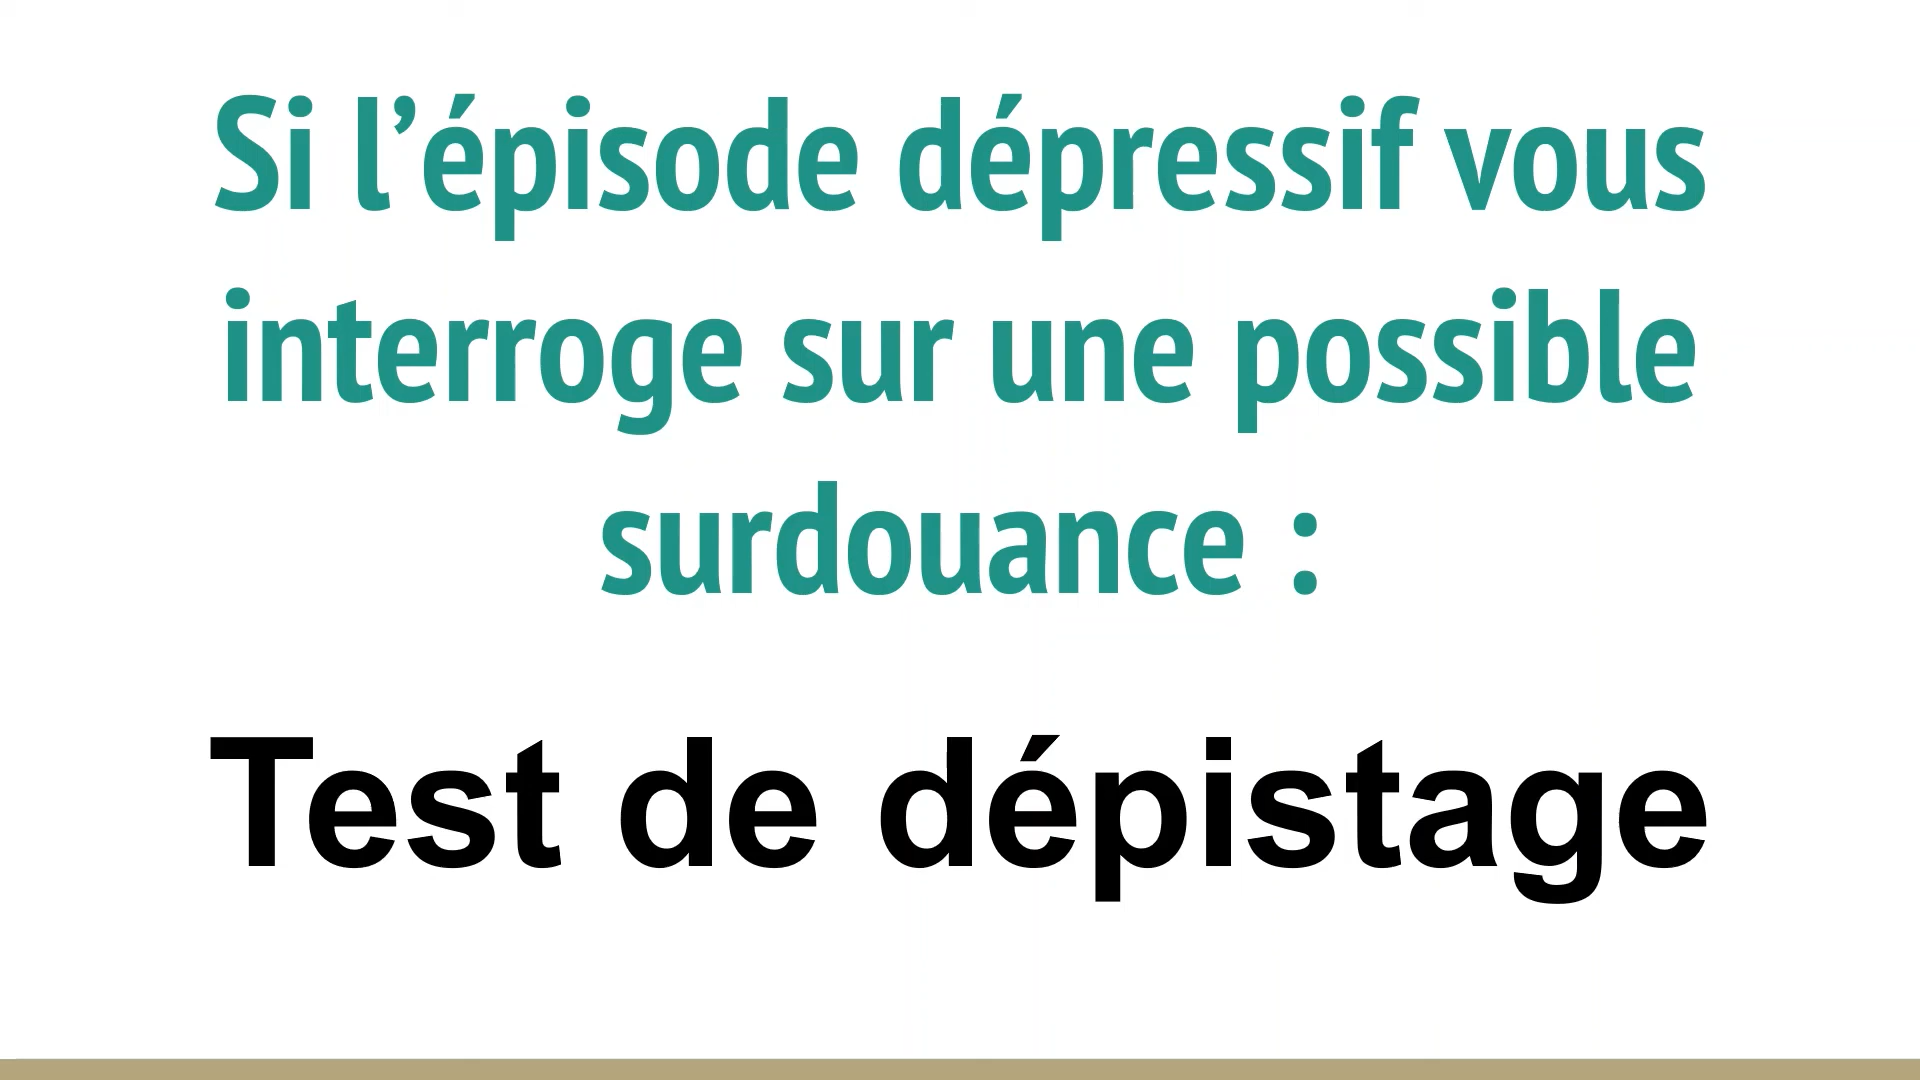 Si l’épisode dépressif vous
interroge sur une possible
surdouance :
Test de dépistage